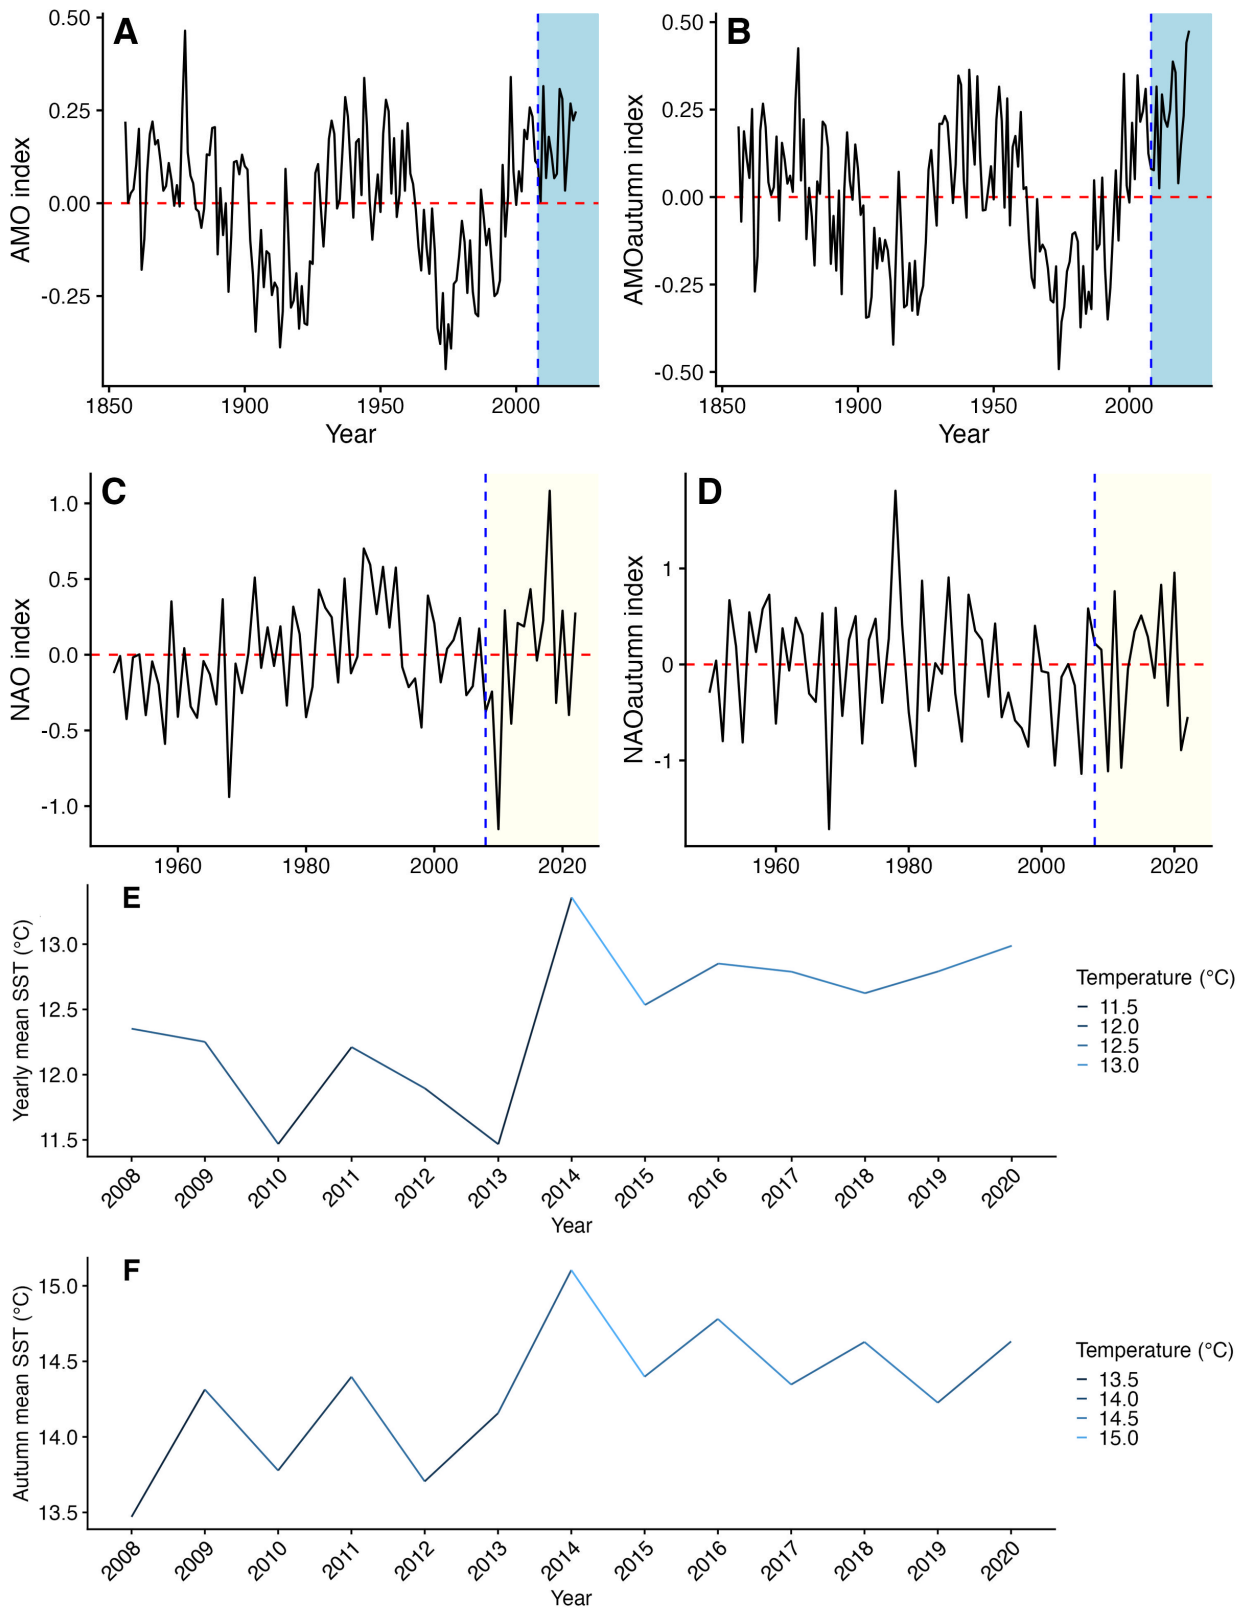 A
AMO index
0.50
0.25
0.00
-0.25
1850 1900 1950 2000
Year
B
AMOautumn index
0.50
0.25
0.00
-0.25
-0.50
1850 1900 1950 2000
Year
C
NAO index
1.0
0.5
0.0
-0.5
-1.0
1960 1980 2000 2020
D
NAOautumn index
1
0
-1
1960 1980 2000 2020
E
Yearly mean SST (°C)
13.0
12.5
12.0
11.5
2008 2009 2010 2011 2012 2013 2014 2015 2016 2017 2018 2019 2020
Year
Temperature (°C)
11.5
12.0
12.5
13.0
F
Autumn mean SST (°C)
15.0
14.5
14.0
13.5
2008 2009 2010 2011 2012 2013 2014 2015 2016 2017 2018 2019 2020
Year
Temperature (°C)
13.5
14.0
14.5
15.0